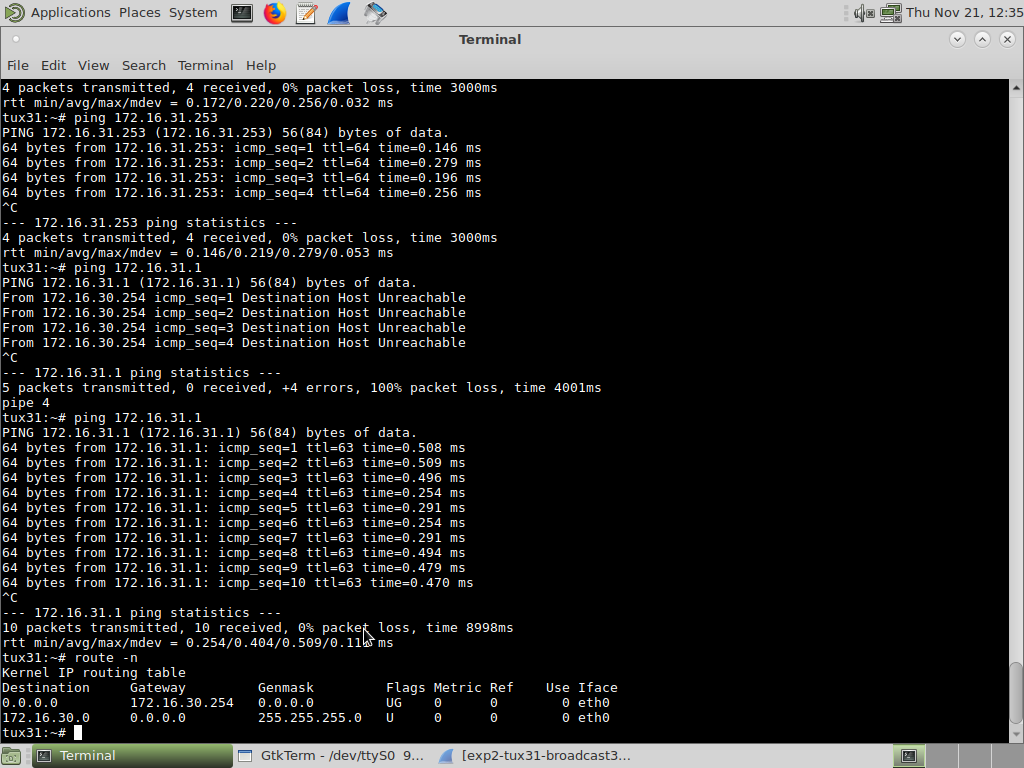 Applications Places System Thu Nov 21, 12:35
Terminal
File Edit View Search Terminal Help
4 packets transmitted, 4 received, 0% packet loss, time 3000ms
rtt min/avg/max/mdev = 0.172/0.220/0.256/0.032 ms
tux31:~# ping 172.16.31.253
PING 172.16.31.253 (172.16.31.253) 56(84) bytes of data.
64 bytes from 172.16.31.253: icmp_seq=1 ttl=64 time=0.146 ms
64 bytes from 172.16.31.253: icmp_seq=2 ttl=64 time=0.279 ms
64 bytes from 172.16.31.253: icmp_seq=3 ttl=64 time=0.196 ms
64 bytes from 172.16.31.253: icmp_seq=4 ttl=64 time=0.256 ms
^C
--- 172.16.31.253 ping statistics ---
4 packets transmitted, 4 received, 0% packet loss, time 3000ms
rtt min/avg/max/mdev = 0.146/0.219/0.279/0.053 ms
tux31:~# ping 172.16.31.1
PING 172.16.31.1 (172.16.31.1) 56(84) bytes of data.
From 172.16.30.254 icmp_seq=1 Destination Host Unreachable
From 172.16.30.254 icmp_seq=2 Destination Host Unreachable
From 172.16.30.254 icmp_seq=3 Destination Host Unreachable
From 172.16.30.254 icmp_seq=4 Destination Host Unreachable
^C
--- 172.16.31.1 ping statistics ---
5 packets transmitted, 0 received, +4 errors, 100% packet loss, time 4001ms
pipe 4
tux31:~# ping 172.16.31.1
PING 172.16.31.1 (172.16.31.1) 56(84) bytes of data.
64 bytes from 172.16.31.1: icmp_seq=1 ttl=63 time=0.508 ms
64 bytes from 172.16.31.1: icmp_seq=2 ttl=63 time=0.509 ms
64 bytes from 172.16.31.1: icmp_seq=3 ttl=63 time=0.496 ms
64 bytes from 172.16.31.1: icmp_seq=4 ttl=63 time=0.254 ms
64 bytes from 172.16.31.1: icmp_seq=5 ttl=63 time=0.291 ms
64 bytes from 172.16.31.1: icmp_seq=6 ttl=63 time=0.254 ms
64 bytes from 172.16.31.1: icmp_seq=7 ttl=63 time=0.291 ms
64 bytes from 172.16.31.1: icmp_seq=8 ttl=63 time=0.494 ms
64 bytes from 172.16.31.1: icmp_seq=9 ttl=63 time=0.479 ms
64 bytes from 172.16.31.1: icmp_seq=10 ttl=63 time=0.470 ms
^C
--- 172.16.31.1 ping statistics ---
10 packets transmitted, 10 received, 0% packet loss, time 8998ms
rtt min/avg/max/mdev = ms
tux31:~# route -n
Kernel IP routing table
Destination Gateway Genmask Flags Metric Ref Use Iface
0.0.0.0 172.16.30.254 0.0.0.0 UG 0 0 0 eth0
172.16.30.0 0.0.0.0 255.255.255.0 U 0 0 0 eth0
tux31:~#
Terminal GtkTerm - /dev/ttyS0 9... [exp2-tux31-broadcast3...